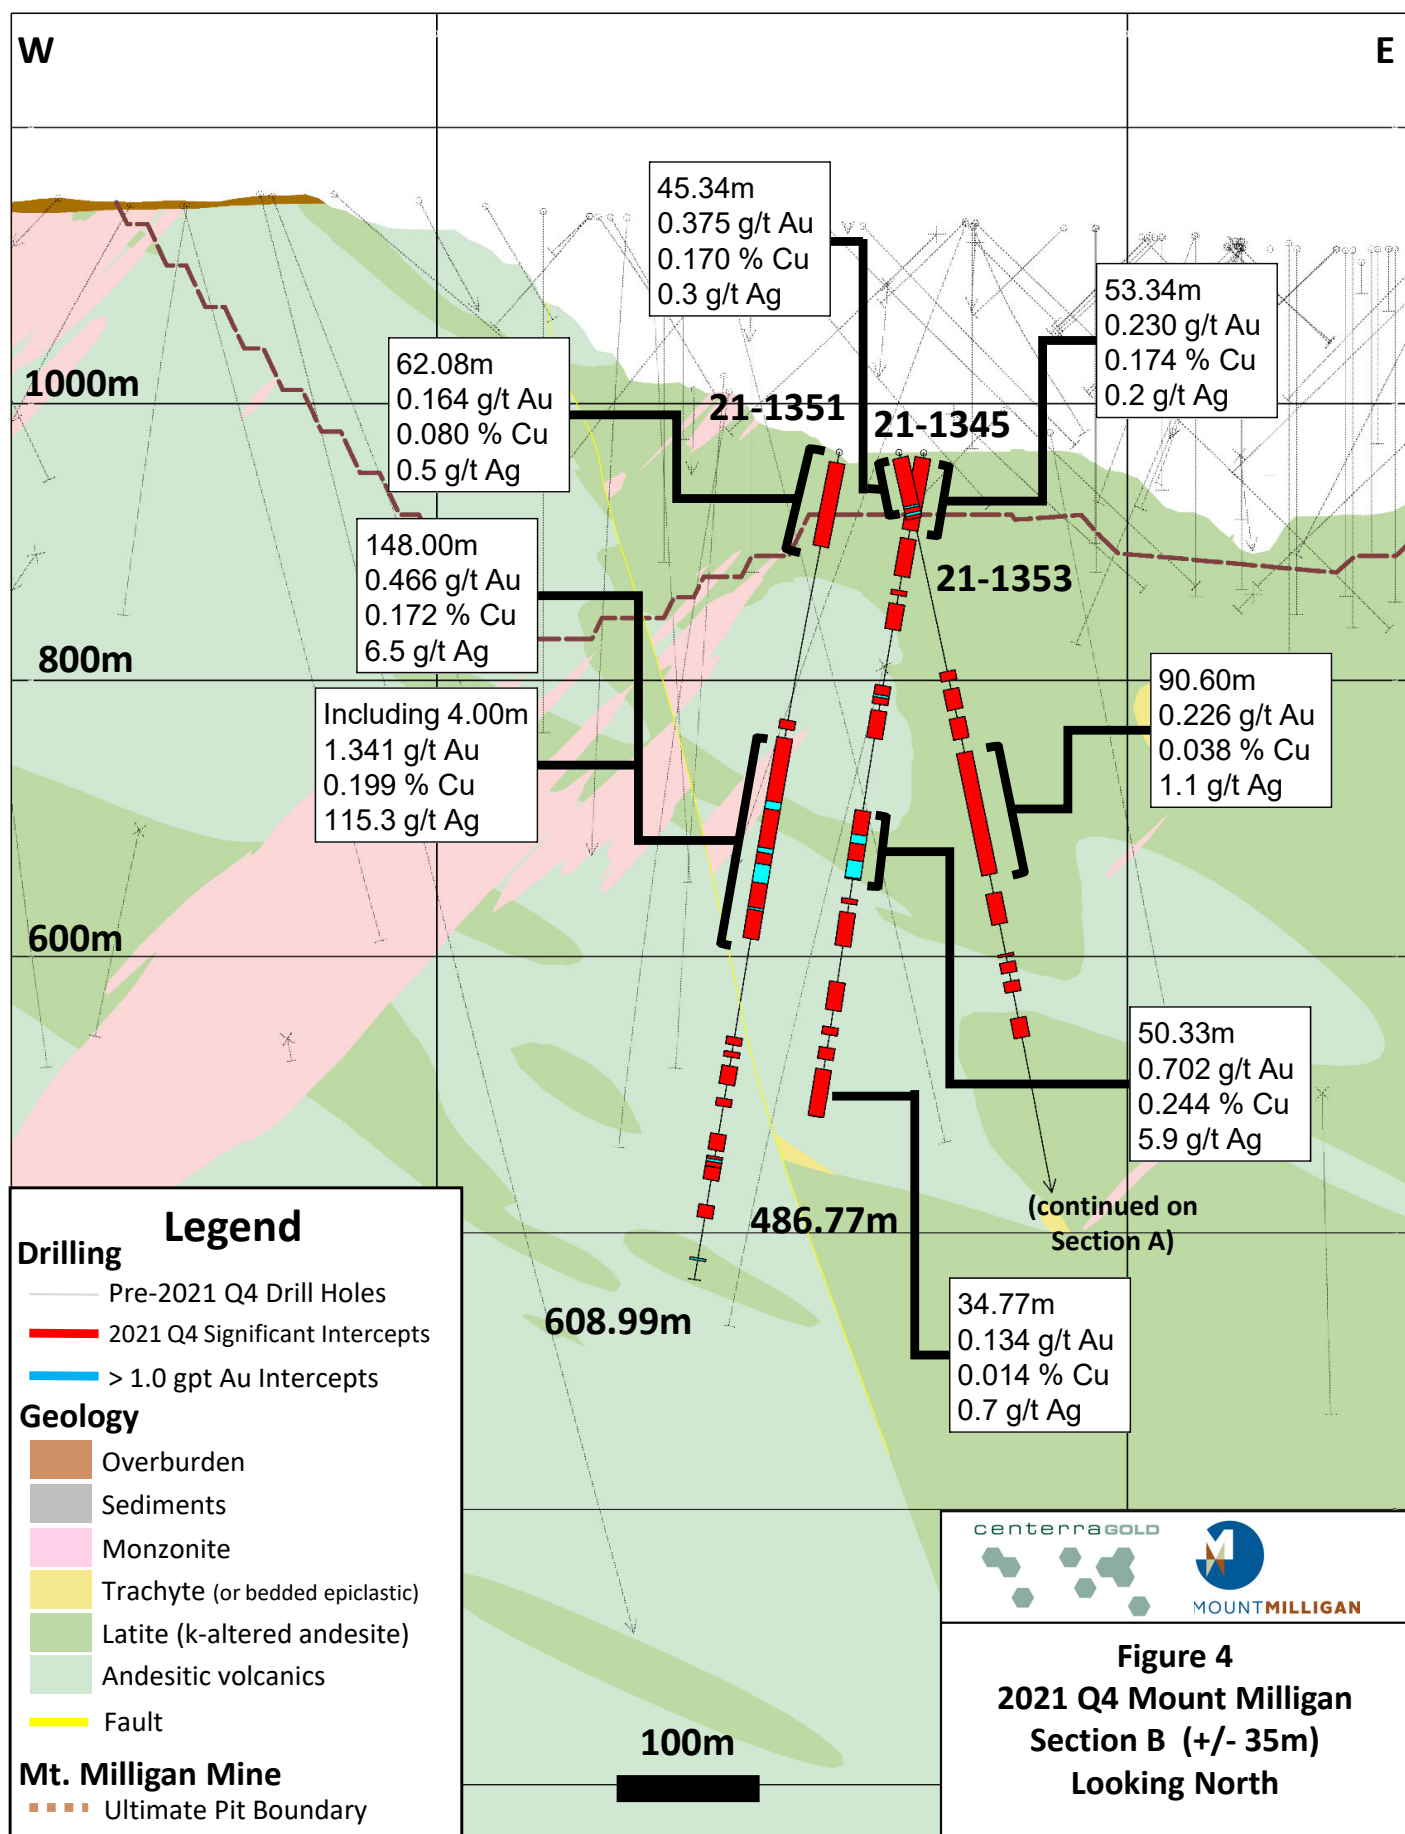 W
E
45.34m
0.375 g/t Au
0.170 % Cu
0.3 g/t Ag
53.34m
0.230 g/t Au
0.174 % Cu
0.2 g/t Ag
1000m
62.08m
0.164 g/t Au
0.080 % Cu
0.5 g/t Ag
21-1351
21-1345
148.00m
0.466 g/t Au
0.172 % Cu
6.5 g/t Ag
21-1353
800m
90.60m
0.226 g/t Au
0.038 % Cu
1.1 g/t Ag
Including 4.00m
1.341 g/t Au
0.199 % Cu
115.3 g/t Ag
600m
50.33m
0.702 g/t Au
0.244 % Cu
5.9 g/t Ag
486.77m
(continued on
Section A)
608.99m
34.77m
0.134 g/t Au
0.014 % Cu
0.7 g/t Ag
Legend
Drilling
Pre-2021 Q4 Drill Holes
2021 Q4 Significant Intercepts
> 1.0 gpt Au Intercepts
Geology
Overburden
Sediments
Monzonite
Trachyte (or bedded epiclastic)
Latite (k-altered andesite)
Andesitic volcanics
Fault
Mt. Milligan Mine
Ultimate Pit Boundary
100m
centerraGOLD
MOUNTMILLIGAN
Figure 4
2021 Q4 Mount Milligan
Section B (+/- 35m)
Looking North